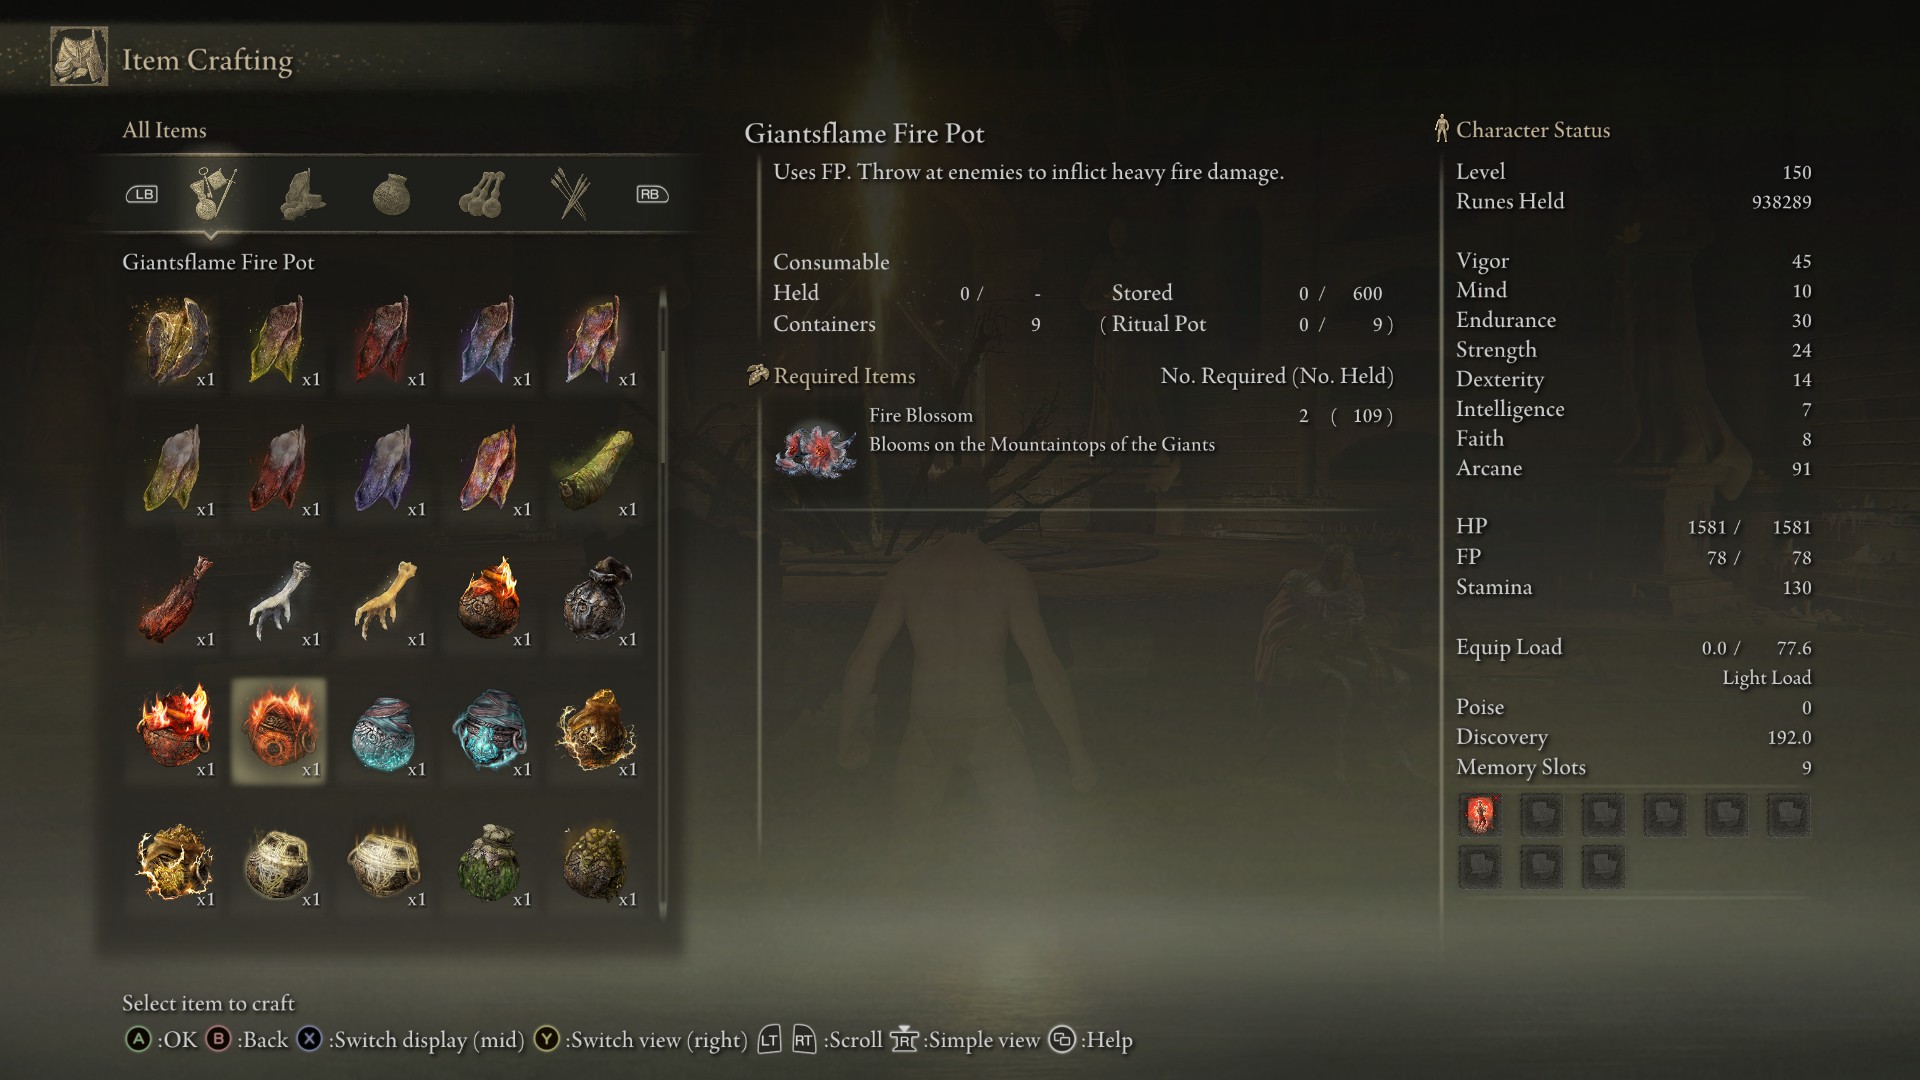 Item Crafting
All Items
LB RB
Giantsflame Fire Pot
x1 x1 x1 x1 x1
x1 x1 x1 x1 x1
x1 x1 x1 x1 x1
x1 x1 x1 x1 x1
x1 x1 x1 x1 x1
Giantsflame Fire Pot
Uses FP. Throw at enemies to inflict heavy fire damage.
Consumable
Held 0 / - Stored 0 / 600
Containers 9 ( Ritual Pot 0 / 9 )
Required Items No. Required (No. Held)
Fire Blossom 2 ( 109 )
Blooms on the Mountaintops of the Giants
Character Status
Level 150
Runes Held 938289
Vigor 45
Mind 10
Endurance 30
Strength 24
Dexterity 14
Intelligence 7
Faith 8
Arcane 91
HP 1581 / 1581
FP 78 / 78
Stamina 130
Equip Load 0.0 / 77.6
Light Load
Poise 0
Discovery 192.0
Memory Slots 9
Select item to craft
A :OK B :Back X :Switch display (mid) Y :Switch view (right) LT RT :Scroll R :Simple view :Help